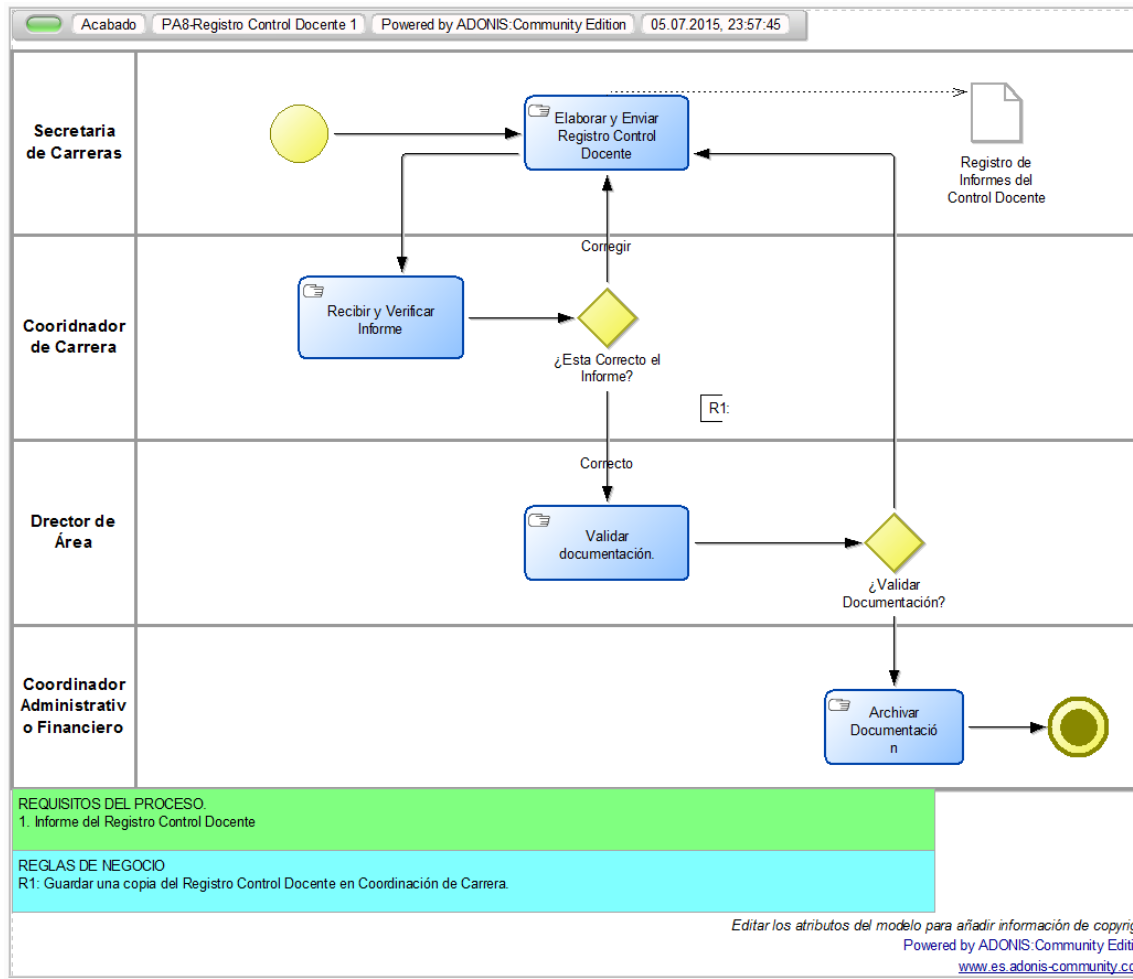 Acabado PA8-Registro Control Docente 1 Powered by ADONIS:Community Edition 05.07.2015, 23:57:45
Secretaria
de Carreras
Elaborar y Enviar
Registro Control
Docente
Registro de
Informes del
Control Docente
Corregir
Cooridnador
de Carrera
Recibir y Verificar
Informe
¿Esta Correcto el
Informe?
R1:
Correcto
Drector de
Área
Validar
documentación.
¿Validar
Documentación?
Coordinador
Administrativ
o Financiero
Archivar
Documentació
n
REQUISITOS DEL PROCESO.
1. Informe del Registro Control Docente
REGLAS DE NEGOCIO
R1: Guardar una copia del Registro Control Docente en Coordinación de Carrera.
Editar los atributos del modelo para añadir información de copyrig
Powered by ADONIS:Community Editi
www.es.adonis-community.co